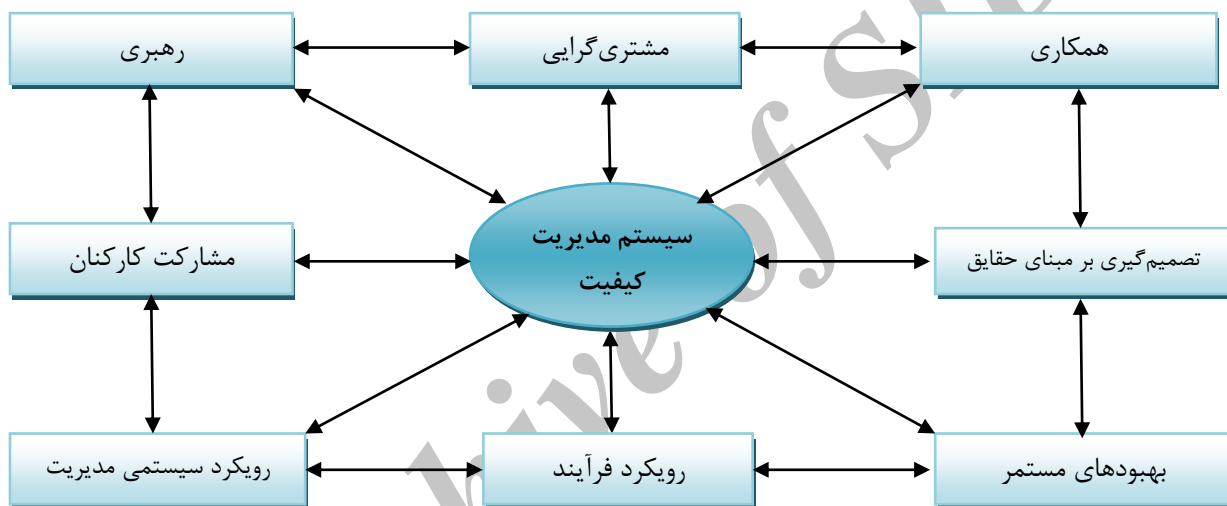 همکاری
مشتری‌گرایی
رهبری
سیستم مدیریت
کیفیت
تصمیم‌گیری بر مبنای حقایق
مشارکت کارکنان
بهبودهای مستمر
رویکرد فرآیند
رویکرد سیستمی مدیریت